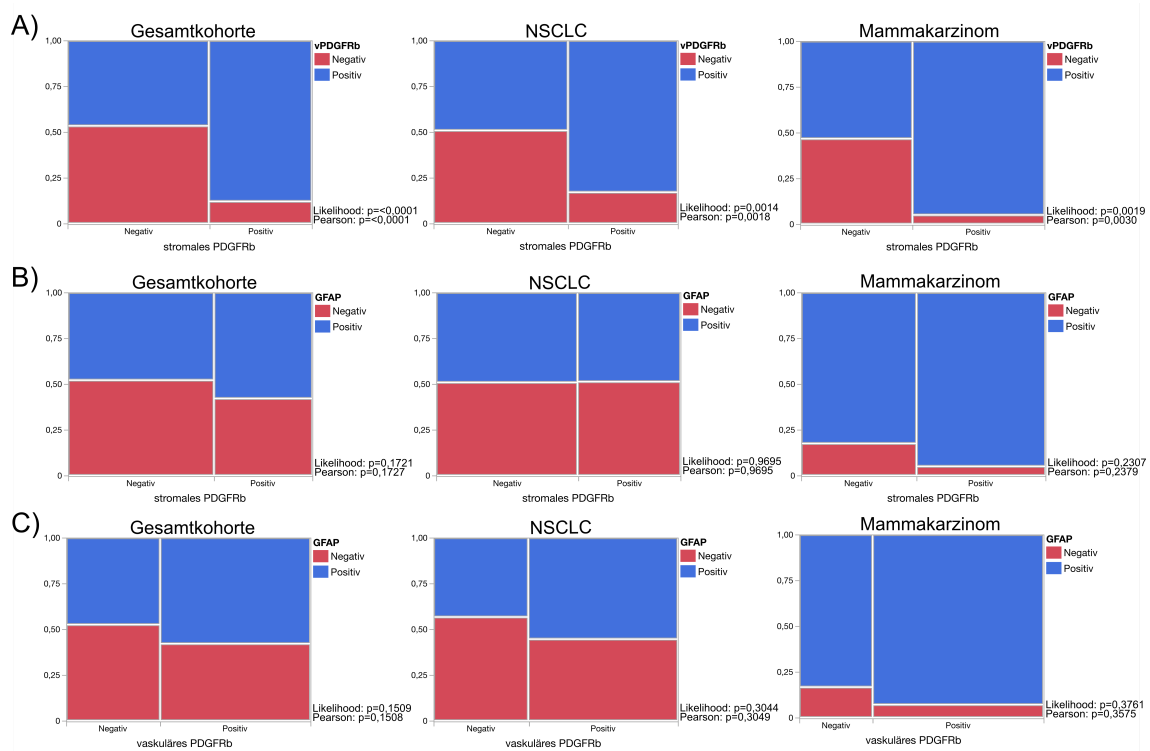 A)
Gesamtkohorte
1,00
0,75
0,50
0,25
0
vPDGFRb
Negativ
Positiv
Likelihood: p=<0,0001
Pearson: p=<0,0001
Negativ Positiv
stromales PDGFRb
NSCLC
1,00
0,75
0,50
0,25
0
vPDGFRb
Negativ
Positiv
Likelihood: p=0,0014
Pearson: p=0,0018
Negativ Positiv
stromales PDGFRb
Mammakarzinom
1,00
0,75
0,50
0,25
0
vPDGFRb
Negativ
Positiv
Likelihood: p=0,0019
Pearson: p=0,0030
Negativ Positiv
stromales PDGFRb
B)
Gesamtkohorte
1,00
0,75
0,50
0,25
0
GFAP
Negativ
Positiv
Likelihood: p=0,1721
Pearson: p=0,1727
Negativ Positiv
stromales PDGFRb
NSCLC
1,00
0,75
0,50
0,25
0
GFAP
Negativ
Positiv
Likelihood: p=0,9695
Pearson: p=0,9695
Negativ Positiv
stromales PDGFRb
Mammakarzinom
1,00
0,75
0,50
0,25
0
GFAP
Negativ
Positiv
Likelihood: p=0,2307
Pearson: p=0,2379
Negativ Positiv
stromales PDGFRb
C)
Gesamtkohorte
1,00
0,75
0,50
0,25
0
GFAP
Negativ
Positiv
Likelihood: p=0,1509
Pearson: p=0,1508
Negativ Positiv
vaskuläres PDGFRb
NSCLC
1,00
0,75
0,50
0,25
0
GFAP
Negativ
Positiv
Likelihood: p=0,3044
Pearson: p=0,3049
Negativ Positiv
vaskuläres PDGFRb
Mammakarzinom
1,00
0,75
0,50
0,25
0
GFAP
Negativ
Positiv
Likelihood: p=0,3761
Pearson: p=0,3575
Negativ Positiv
vaskuläres PDGFRb